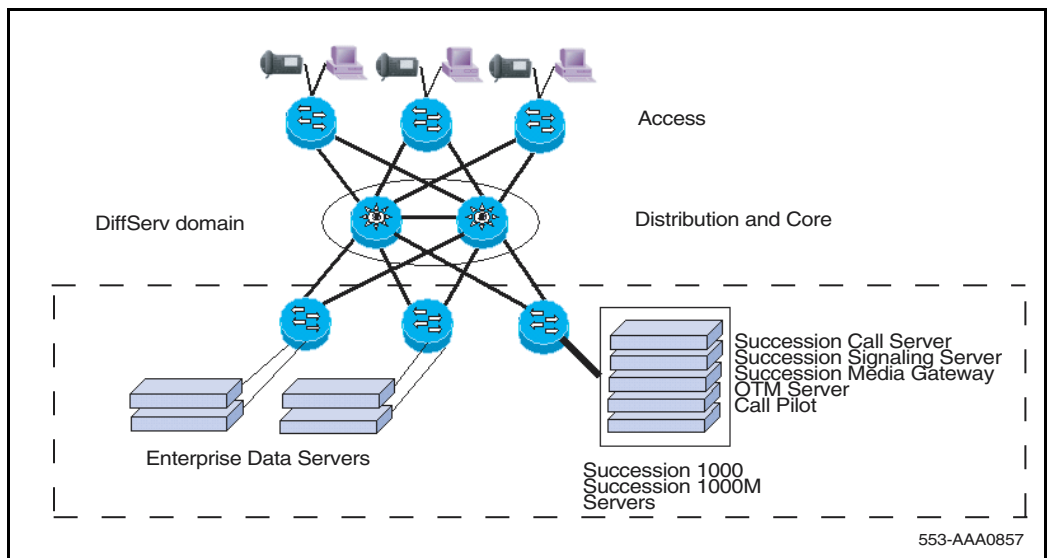 Access
DiffServ domain
Distribution and Core
Succession Call Server
Succession Signaling Server
Succession Media Gateway
OTM Server
Call Pilot
Enterprise Data Servers
Succession 1000
Succession 1000M
Servers
553-AAA0857